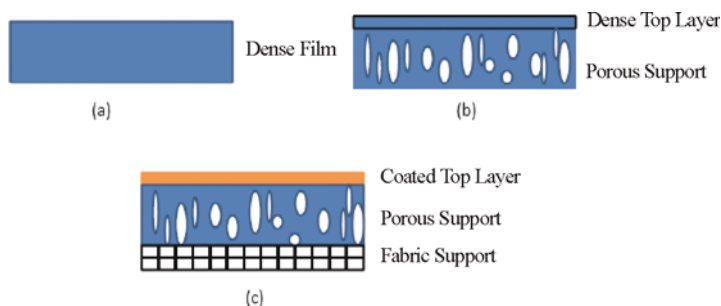 Dense Film
(a)
Dense Top Layer
Porous Support
(b)
Coated Top Layer
Porous Support
Fabric Support
(c)